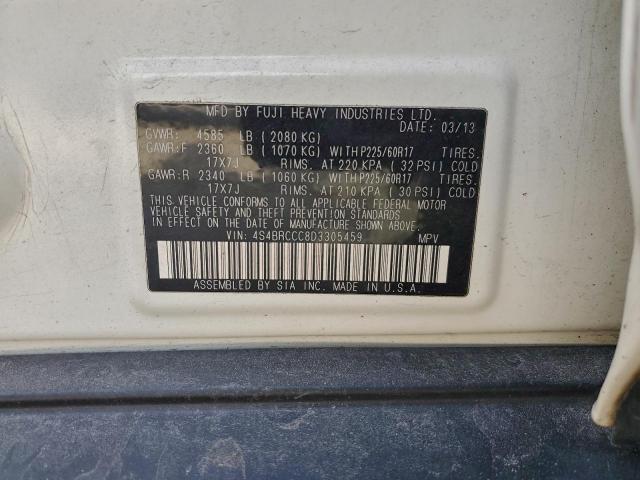 MFD BY FUJI HEAVY INDUSTRIES LTD.
DATE: 03/13
GVWR: 4585 LB ( 2080 KG)
GAWR:F 2360 LB ( 1070 KG) WITH P225/60R17 TIRES.
17X7J RIMS. AT 220 KPA ( 32 PSI) COLD
GAWR:R 2340 LB ( 1060 KG) WITH P225/60R17 TIRES.
17X7J RIMS. AT 210 KPA ( 30 PSI) COLD
THIS VEHICLE CONFORMS TO ALL APPLICABLE FEDERAL MOTOR
VEHICLE SAFETY AND THEFT PREVENTION STANDARDS
IN EFFECT ON THE DATE OF MANUFACTURE SHOWN ABOVE.
VIN: 4S4BRCCC8D3305459 MPV
ASSEMBLED BY SIA INC. MADE IN U.S.A.